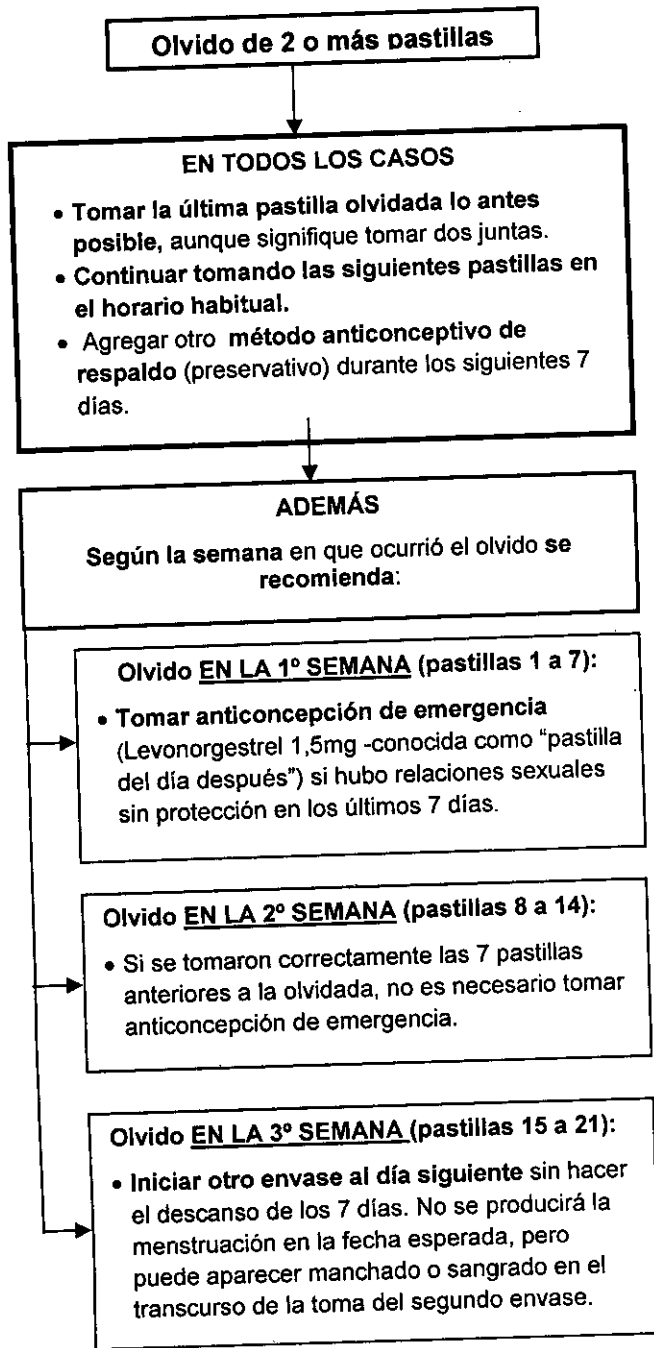 Olvido de 2 o más pastillas
EN TODOS LOS CASOS
• Tomar la última pastilla olvidada lo antes
posible, aunque signifique tomar dos juntas.
• Continuar tomando las siguientes pastillas en
el horario habitual.
• Agregar otro método anticonceptivo de
respaldo (preservativo) durante los siguientes 7
días.
ADEMÁS
Según la semana en que ocurrió el olvido se
recomienda:
Olvido EN LA 1º SEMANA (pastillas 1 a 7):
• Tomar anticoncepción de emergencia
(Levonorgestrel 1,5mg -conocida como “pastilla
del día después”) si hubo relaciones sexuales
sin protección en los últimos 7 días.
Olvido EN LA 2º SEMANA (pastillas 8 a 14):
• Si se tomaron correctamente las 7 pastillas
anteriores a la olvidada, no es necesario tomar
anticoncepción de emergencia.
Olvido EN LA 3º SEMANA (pastillas 15 a 21):
• Iniciar otro envase al día siguiente sin hacer
el descanso de los 7 días. No se producirá la
menstruación en la fecha esperada, pero
puede aparecer manchado o sangrado en el
transcurso de la toma del segundo envase.